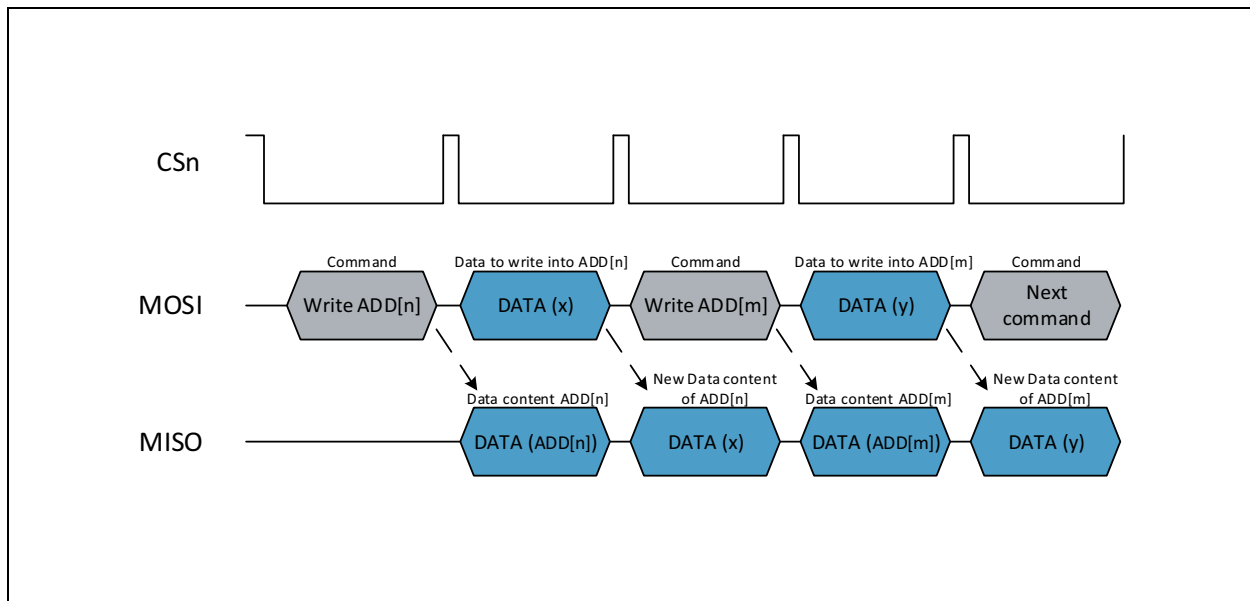 CSn
Command
Data to write into ADD[n]
Command
Data to write into ADD[m]
Command
MOSI
Write ADD[n]
DATA (x)
Write ADD[m]
DATA (y)
Next
command
Data content ADD[n]
New Data content
of ADD[n]
Data content ADD[m]
New Data content
of ADD[m]
MISO
DATA (ADD[n])
DATA (x)
DATA (ADD[m])
DATA (y)